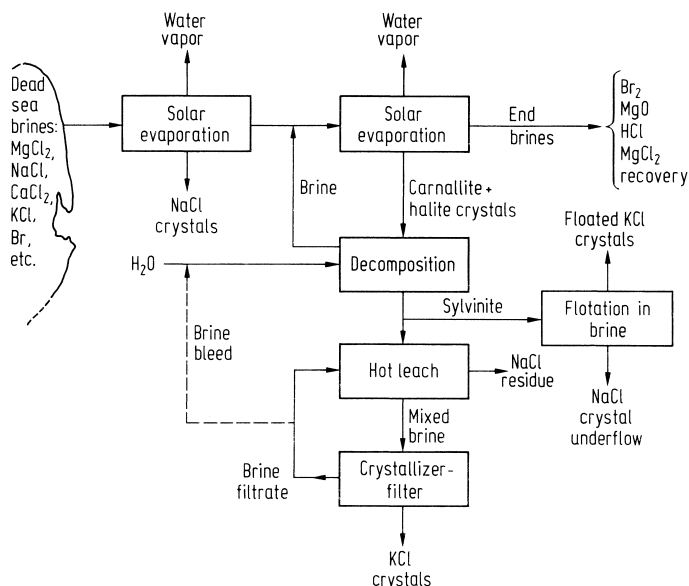 Water
vapor
Water
vapor
Dead
sea
brines:
MgCl₂,
NaCl,
CaCl₂,
KCl,
Br,
etc.
Solar
evaporation
Solar
evaporation
End
brines
Br₂
MgO
HCl
MgCl₂
recovery
NaCl
crystals
Brine
Carnallite +
halite crystals
Floated KCl
crystals
H₂O
Decomposition
Sylvinite
Flotation in
brine
Brine
bleed
Hot leach
NaCl
residue
NaCl
crystal
underflow
Mixed
brine
Brine
filtrate
Crystallizer-
filter
KCl
crystals